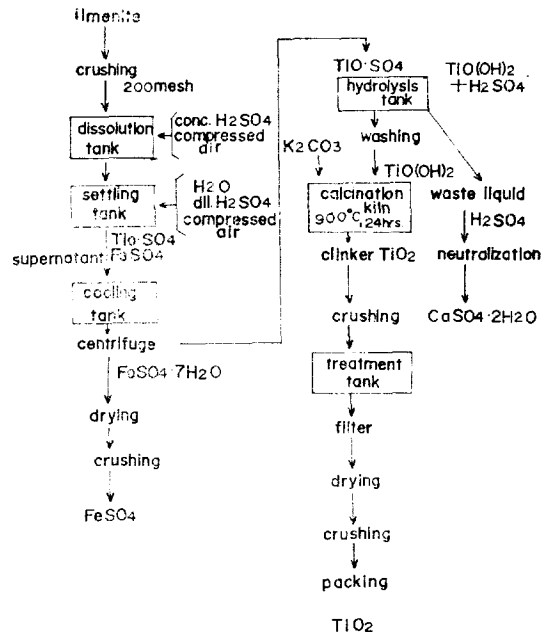 ilmenite
crushing
200mesh
dissolution
tank
conc. H2SO4
compressed
air
settling
tank
H2O
dil. H2SO4
compressed
air
TiO·SO4
supernatant FeSO4
cooling
tank
centrifuge
FeSO4·7H2O
drying
crushing
FeSO4
TiO·SO4
hydrolysis
tank
TiO(OH)2
+H2SO4
washing
K2CO3
TiO(OH)2
calcination
kiln
900°C, 24hrs.
clinker TiO2
crushing
treatment
tank
filter
drying
crushing
packing
TiO2
waste liquid
H2SO4
neutralization
CaSO4·2H2O